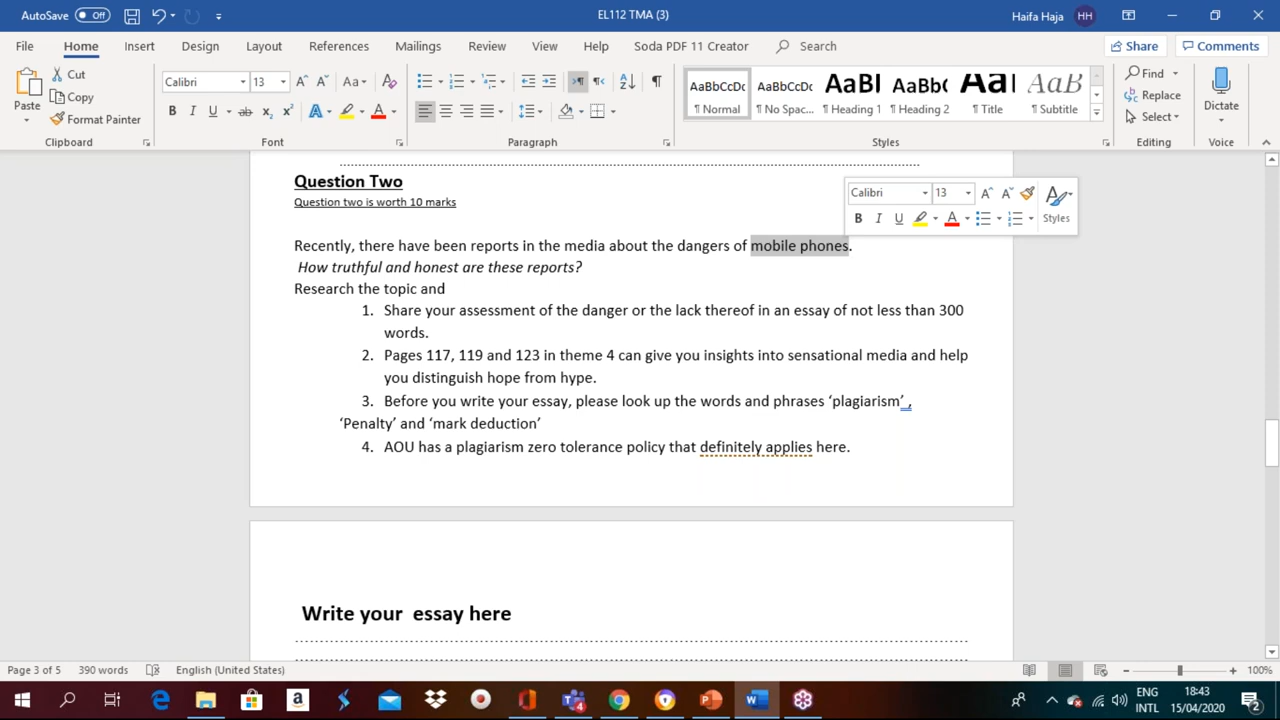 AutoSave Off
EL112 TMA (3)
Haifa Haja HH
File Home Insert Design Layout References Mailings Review View Help Soda PDF 11 Creator Search Share Comments
Paste
Cut
Copy
Format Painter
Clipboard
Calibri 13
Font
Paragraph
AaBbCcDc AaBbCcDc AaBl AaBbC AaI AaBbC
¶ Normal ¶ No Spac... ¶ Heading 1 ¶ Heading 2 ¶ Title ¶ Subtitle
Styles
Find
Replace
Select
Editing
Dictate
Voice
Calibri 13
Styles
Question Two
Question two is worth 10 marks
Recently, there have been reports in the media about the dangers of mobile phones.
How truthful and honest are these reports?
Research the topic and
1. Share your assessment of the danger or the lack thereof in an essay of not less than 300
words.
2. Pages 117, 119 and 123 in theme 4 can give you insights into sensational media and help
you distinguish hope from hype.
3. Before you write your essay, please look up the words and phrases ‘plagiarism’ ,
‘Penalty’ and ‘mark deduction’
4. AOU has a plagiarism zero tolerance policy that definitely applies here.
Write your essay here
Page 3 of 5 390 words English (United States) 100%
ENG
INTL
18:43
15/04/2020